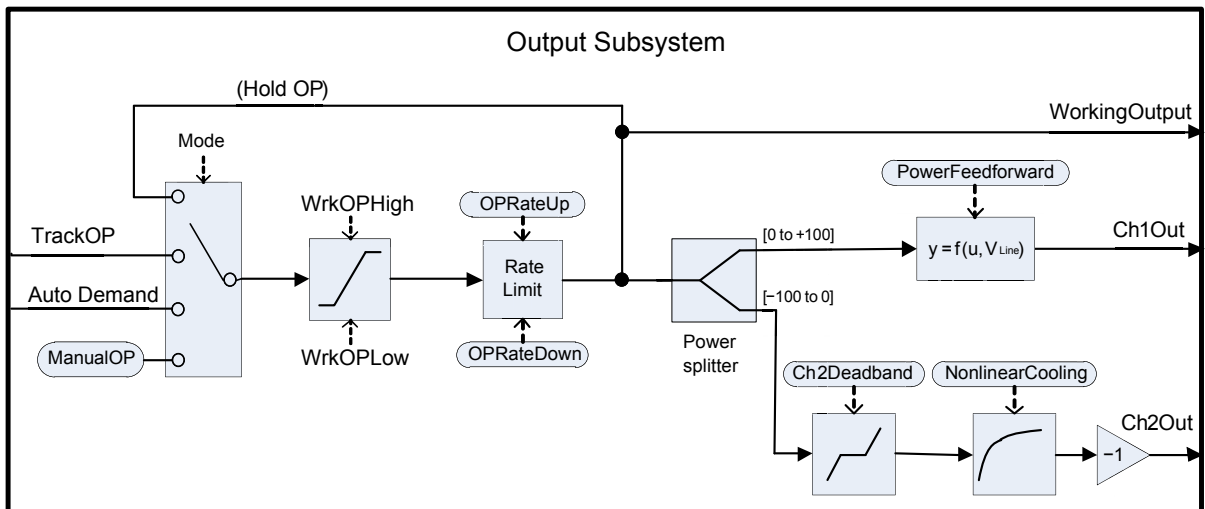 Output Subsystem
(Hold OP)
WorkingOutput
Mode
PowerFeedforward
WrkOPHigh
OPRateUp
TrackOP
[0 to +100]
Ch1Out
y = f(u, VLine)
Rate
Limit
Auto Demand
[−100 to 0]
ManualOP
WrkOPLow
OPRateDown
Power
splitter
Ch2Deadband
NonlinearCooling
Ch2Out
−1